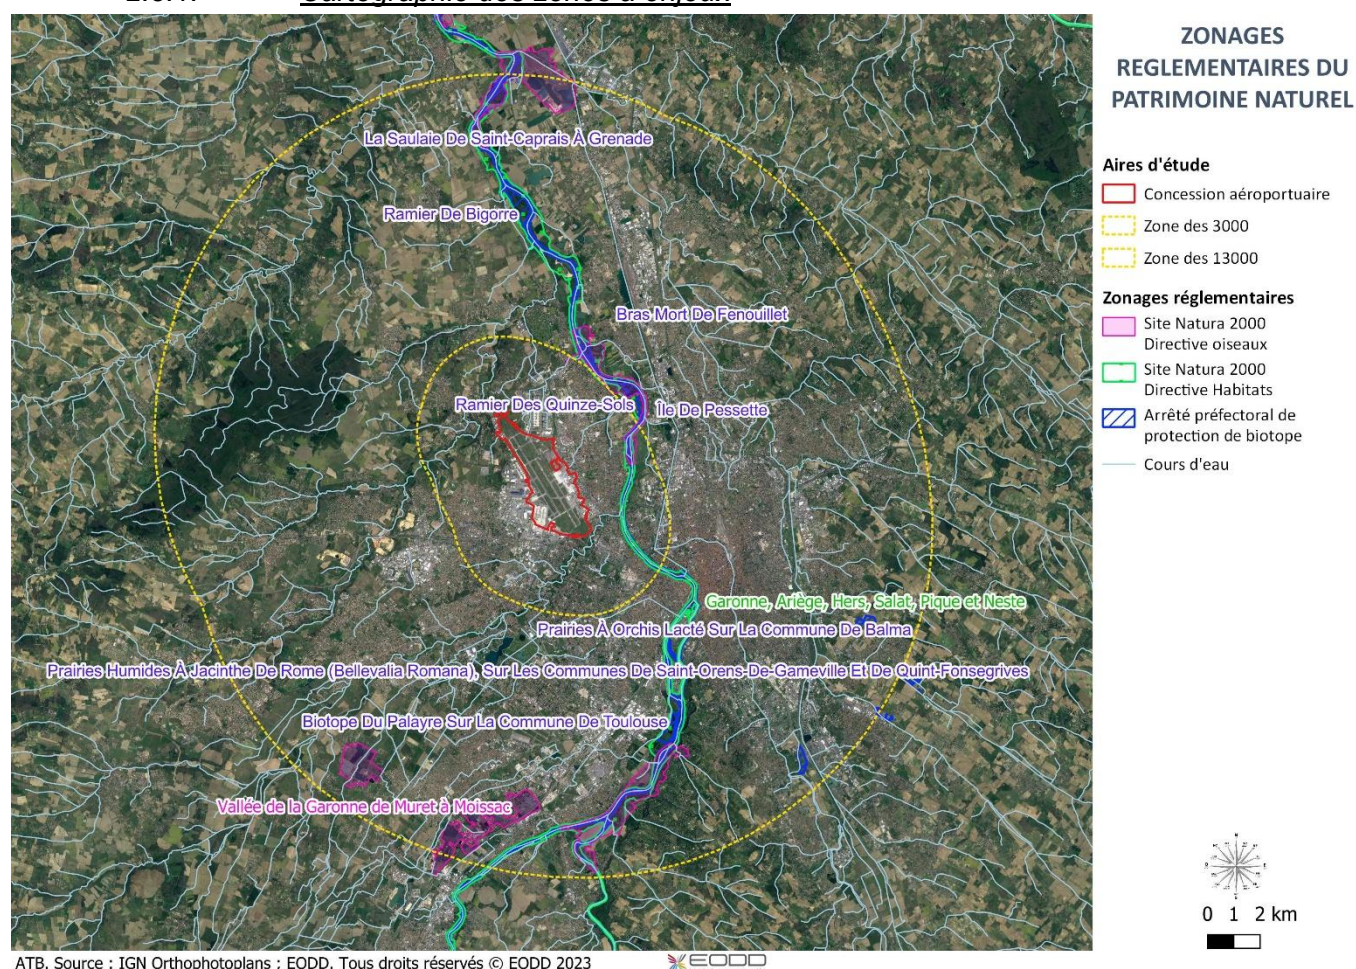 Cartographie des zones à enjeux
La Saulaie De Saint-Caprais À Grenade
Ramier De Bigorre
Bras Mort De Fenouillet
Ramier Des Quinze-Sols
Île De Pessette
Garonne, Ariège, Hers, Salat, Pique et Neste
Prairies À Orchis Lacté Sur La Commune De Balma
Prairies Humides À Jacinthe De Rome (Bellevalia Romana), Sur Les Communes De Saint-Orens-De-Gameville Et De Quint-Fonsegrives
Biotope Du Palayre Sur La Commune De Toulouse
Vallée de la Garonne de Muret à Moissac
ZONAGES
REGLEMENTAIRES DU
PATRIMOINE NATUREL
Aires d'étude
Concession aéroportuaire
Zone des 3000
Zone des 13000
Zonages réglementaires
Site Natura 2000
Directive oiseaux
Site Natura 2000
Directive Habitats
Arrêté préfectoral de
protection de biotope
Cours d'eau
0 1 2 km
ATB. Source : IGN Orthophotoplans ; EODD. Tous droits réservés © EODD 2023
EODD